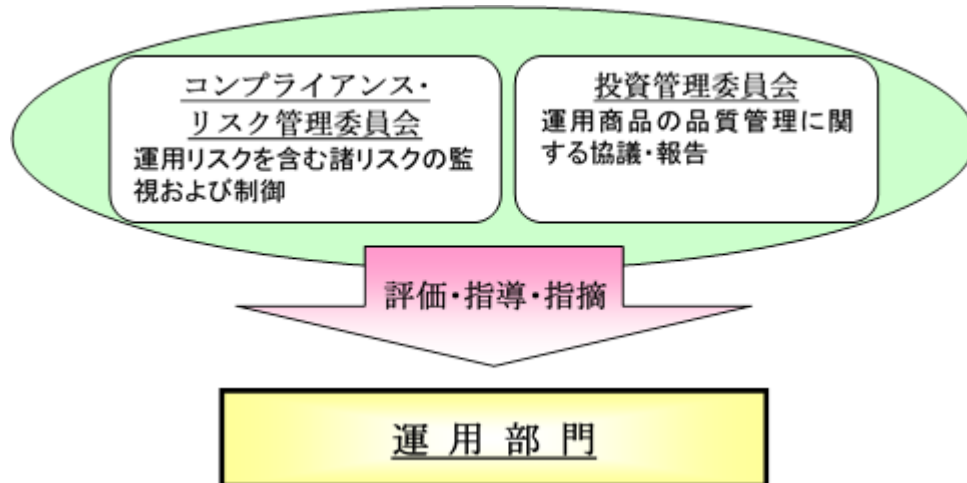 コンプライアンス・
リスク管理委員会
運用リスクを含む諸リスクの監
視および制御
投資管理委員会
運用商品の品質管理に関
する協議・報告
評価・指導・指摘
運用部門